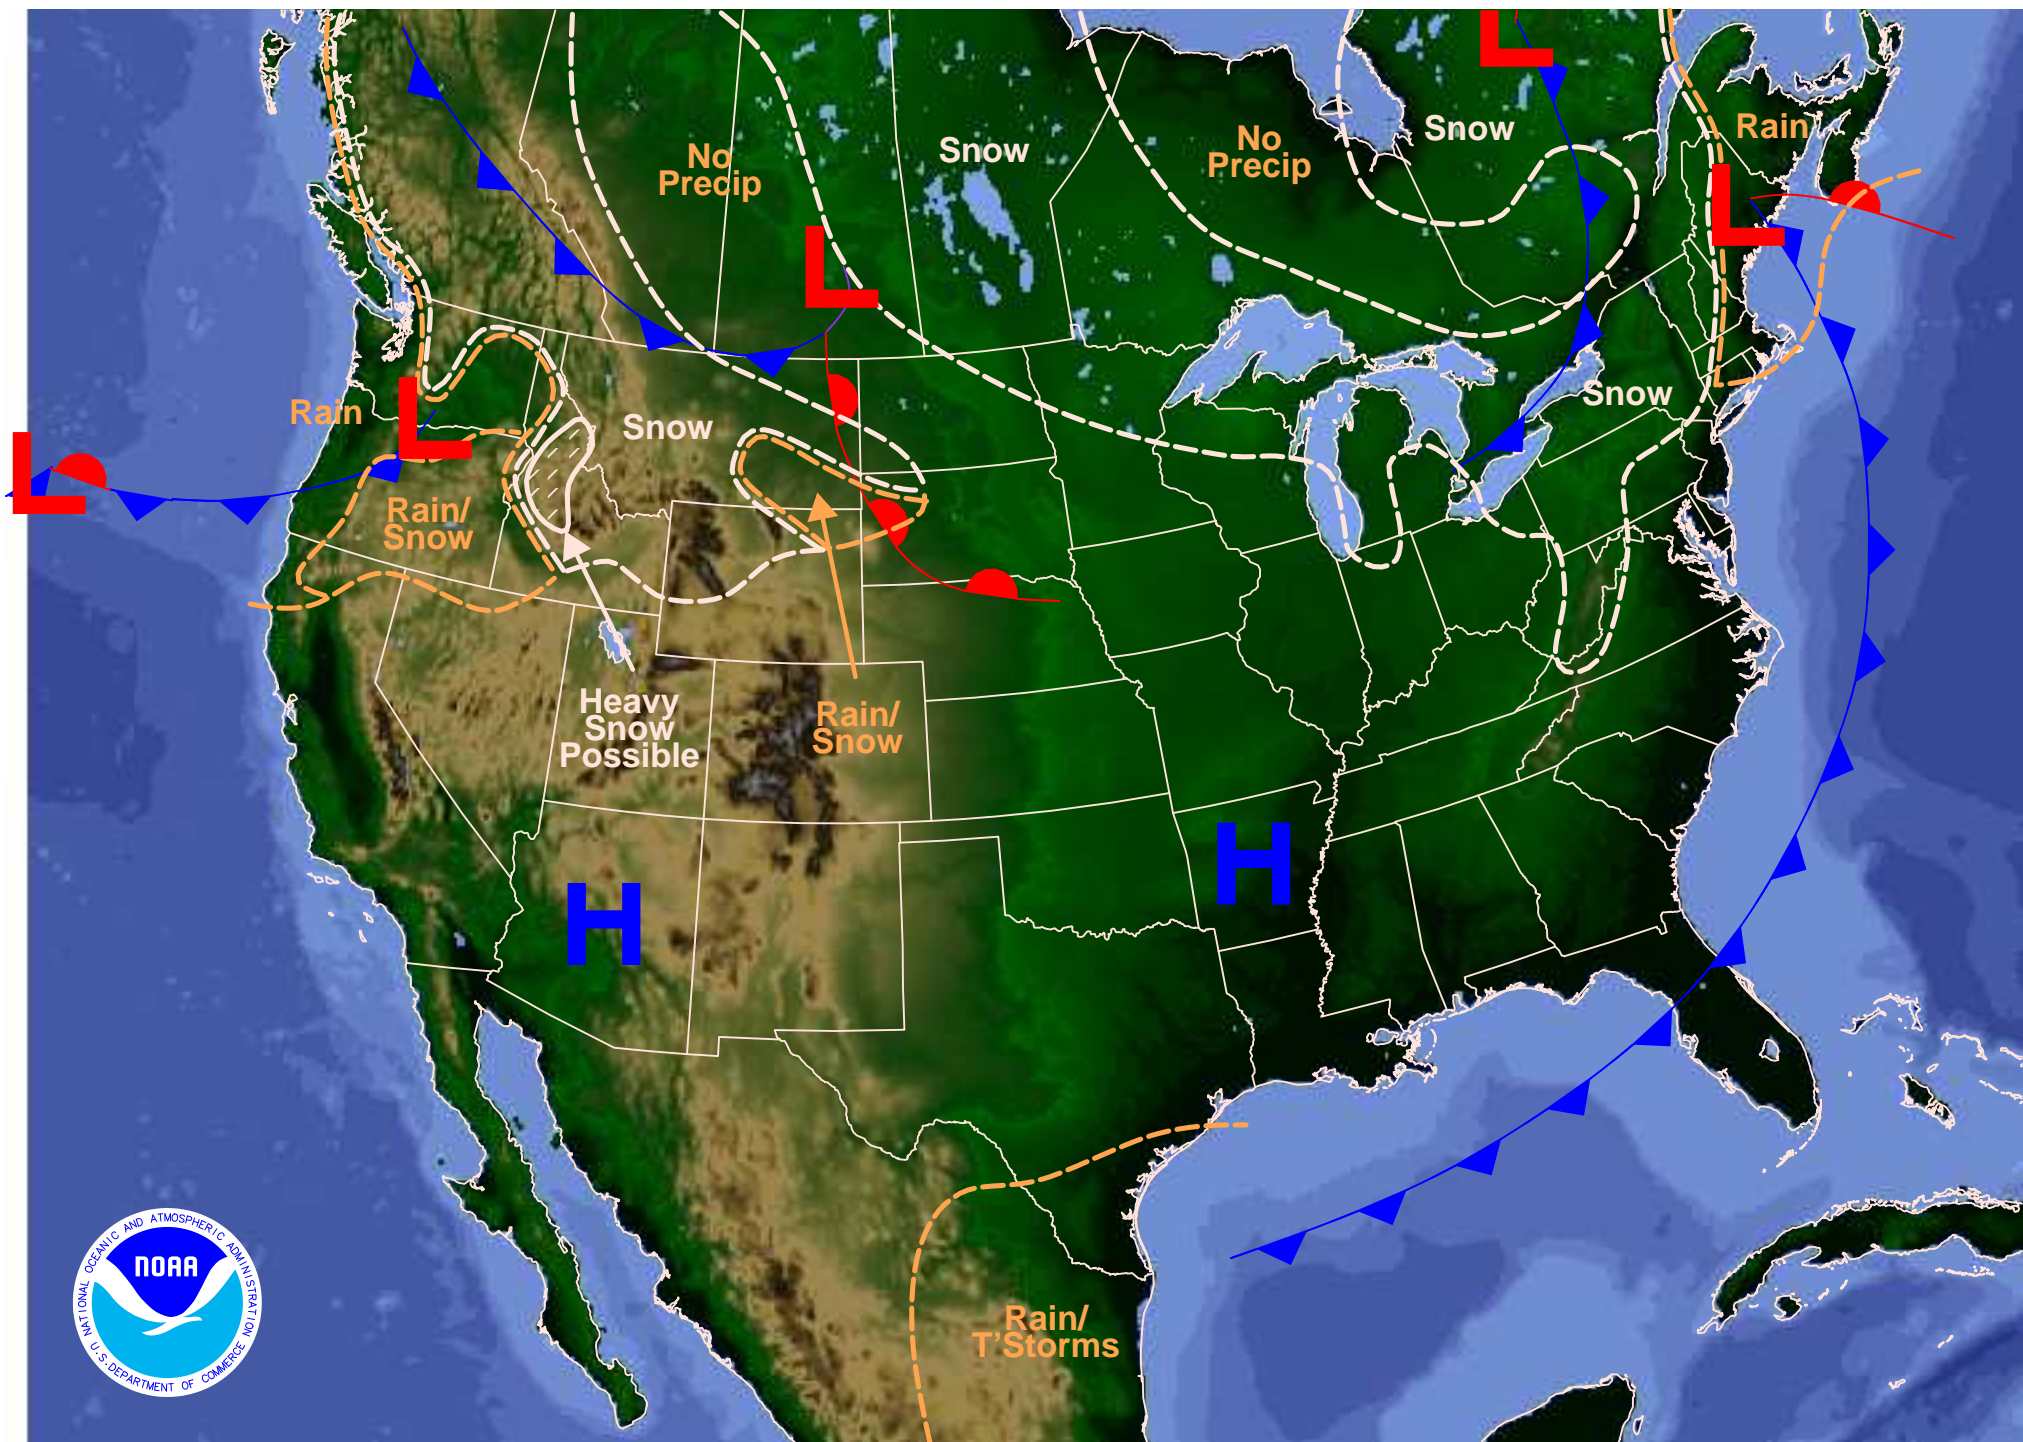 L
Snow
Rain
No
Precip
Snow
No
Precip
L
L
Rain
L
Snow
Snow
L
L
Rain/
Snow
Heavy
Snow
Possible
Rain/
Snow
H
H
Rain/
T'Storms
NATIONAL OCEANIC AND ATMOSPHERIC ADMINISTRATION
NOAA
U.S. DEPARTMENT OF COMMERCE